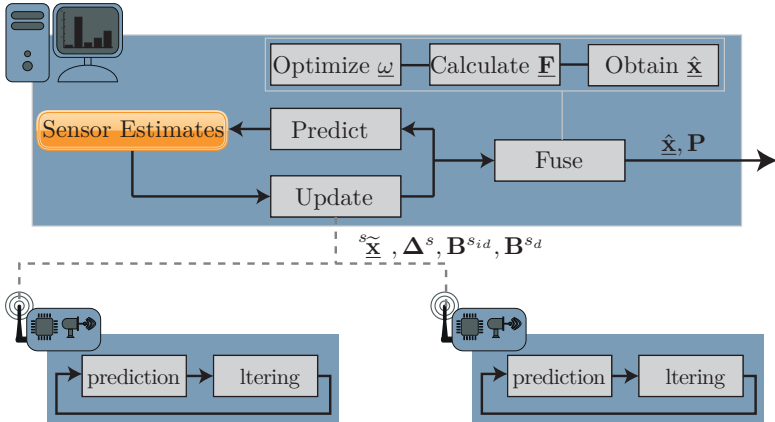 Optimize ω Calculate F Obtain x̂
Sensor Estimates Predict
Fuse x̂, P
Update
ˢx̃ , Δˢ, Bˢⁱᵈ, Bˢᵈ
prediction ltering prediction ltering